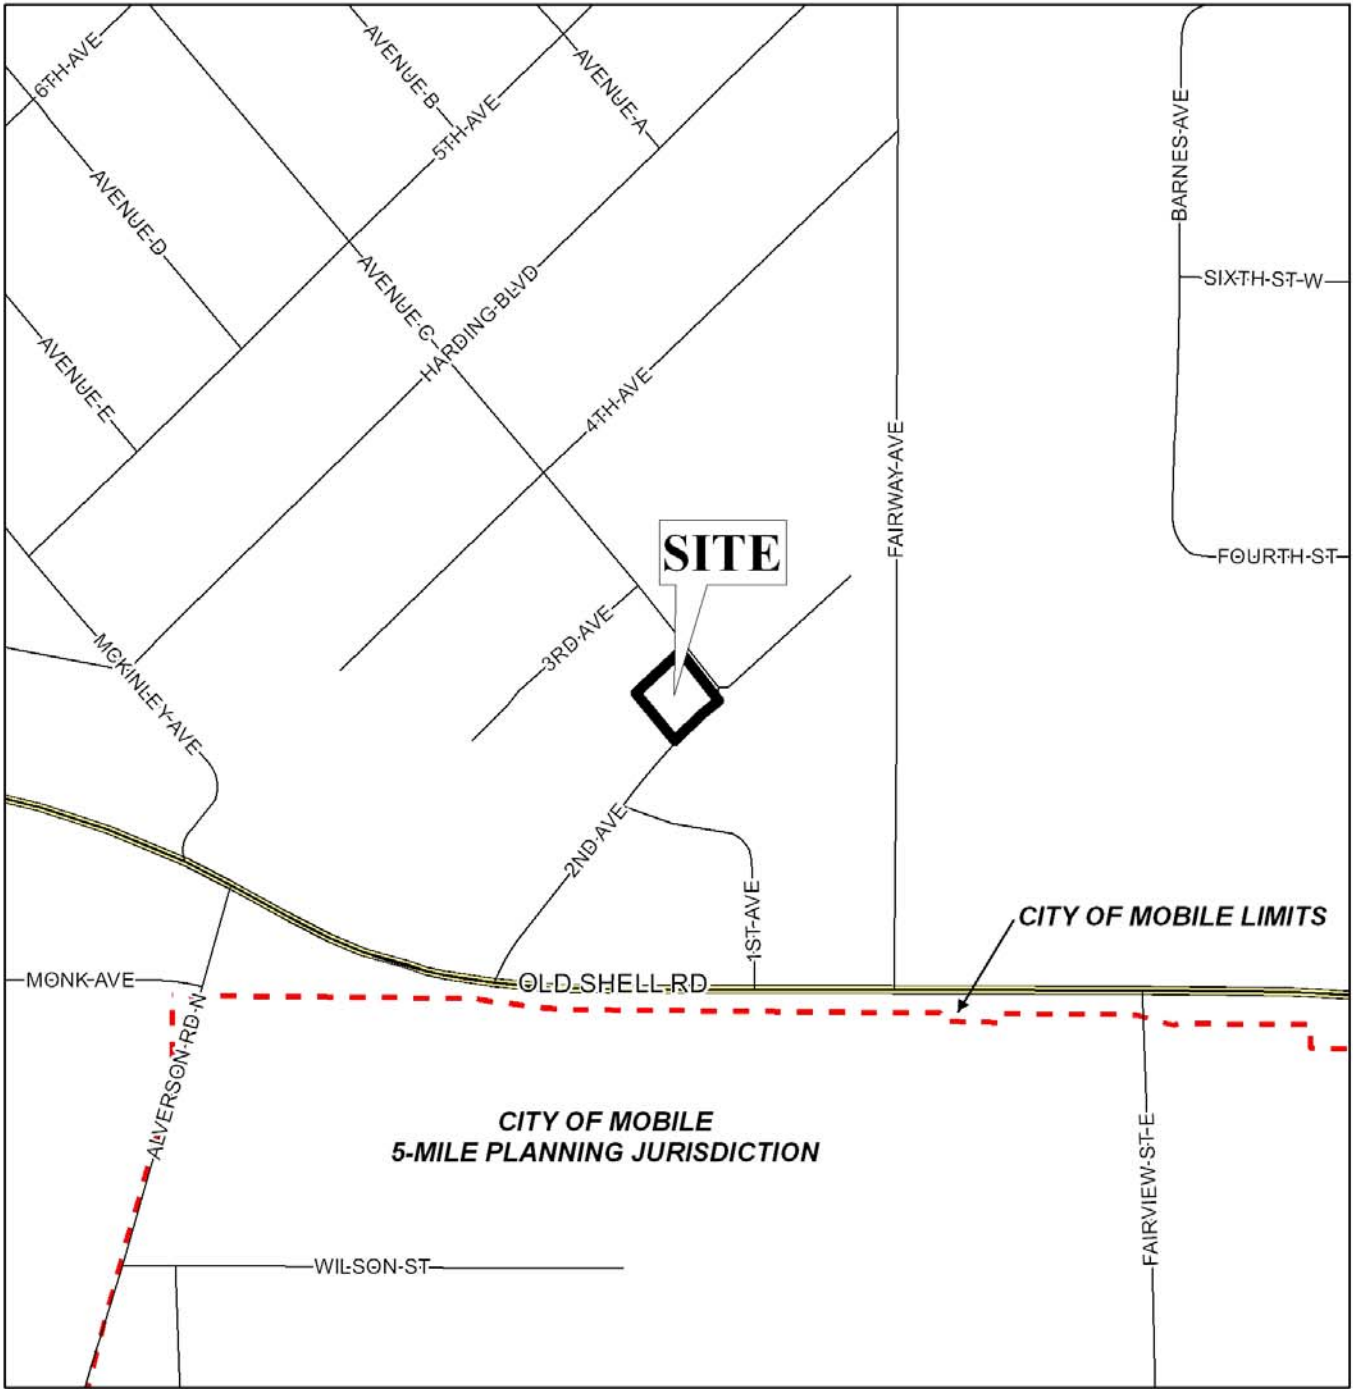 6TH AVE
AVENUE B
AVENUE A
5TH AVE
BARNES AVE
AVENUE D
AVENUE C
HARDING BLVD
SIXTH ST W
AVENUE E
4TH AVE
FAIRWAY AVE
SITE
FOURTH ST
3RD AVE
MCKINLEY AVE
2ND AVE
1ST AVE
CITY OF MOBILE LIMITS
MONK AVE
OLD SHELL RD
ALVERSON RD N
CITY OF MOBILE
5-MILE PLANNING JURISDICTION
FAIRVIEW ST E
WILSON ST